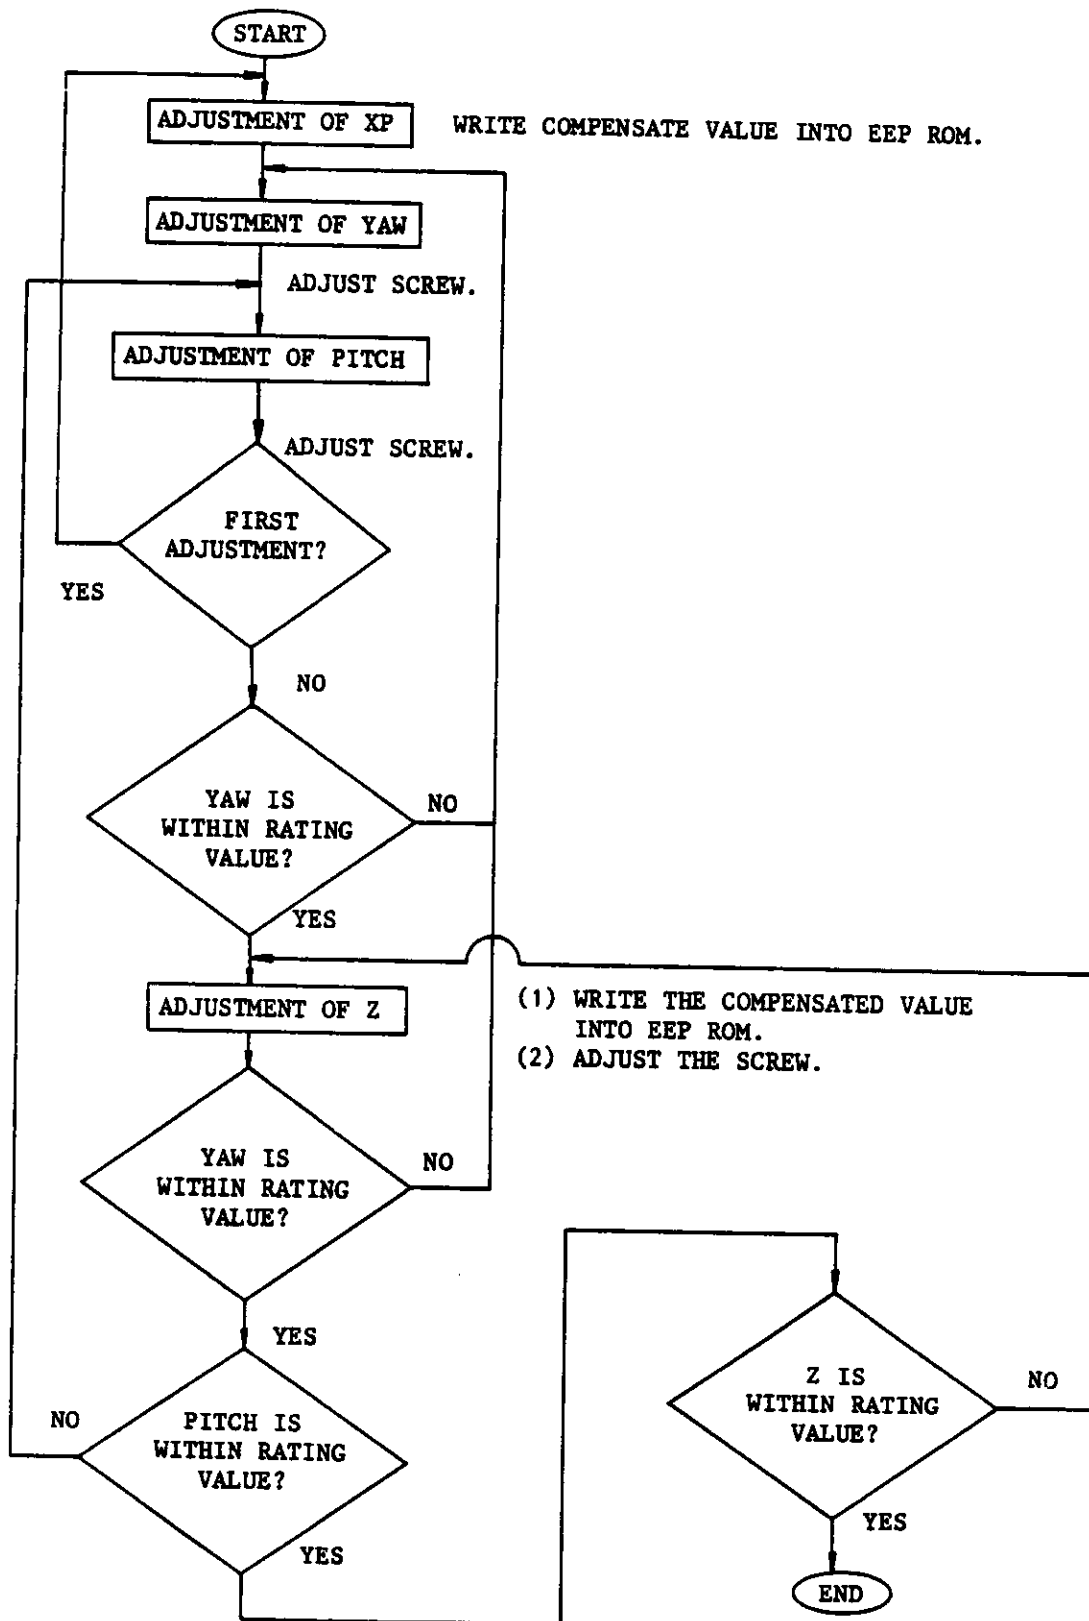 START
ADJUSTMENT OF XP
WRITE COMPENSATE VALUE INTO EEP ROM.
ADJUSTMENT OF YAW
ADJUST SCREW.
ADJUSTMENT OF PITCH
ADJUST SCREW.
FIRST
ADJUSTMENT?
YES
NO
YAW IS
WITHIN RATING
VALUE?
NO
YES
ADJUSTMENT OF Z
(1) WRITE THE COMPENSATED VALUE
INTO EEP ROM.
(2) ADJUST THE SCREW.
YAW IS
WITHIN RATING
VALUE?
NO
YES
PITCH IS
WITHIN RATING
VALUE?
NO
YES
Z IS
WITHIN RATING
VALUE?
NO
YES
END